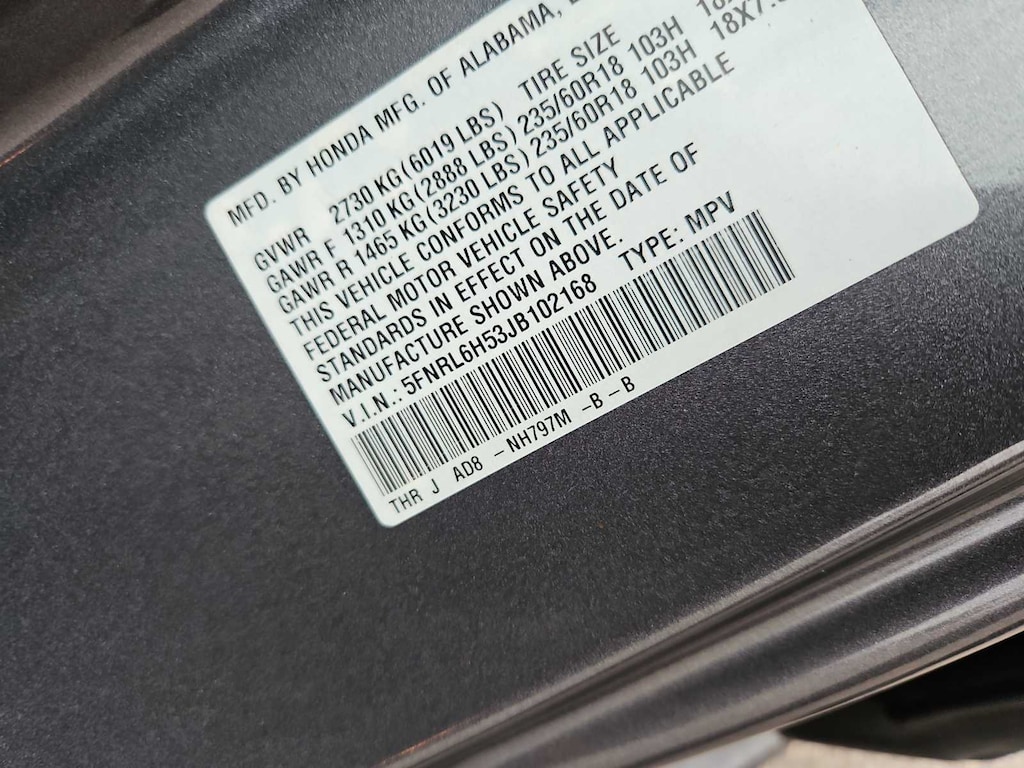 MFD. BY HONDA MFG. OF ALABAMA,
GVWR 2730 KG (6019 LBS) TIRE SIZE
GAWR F 1310 KG (2888 LBS) 235/60R18 103H
GAWR R 1465 KG (3230 LBS) 235/60R18 103H 18X7.
THIS VEHICLE CONFORMS TO ALL APPLICABLE
FEDERAL MOTOR VEHICLE SAFETY
STANDARDS IN EFFECT ON THE DATE OF
MANUFACTURE SHOWN ABOVE.
V.I.N.: 5FNRL6H53JB102168 TYPE: MPV
THR J AD8 -NH797M -B-B